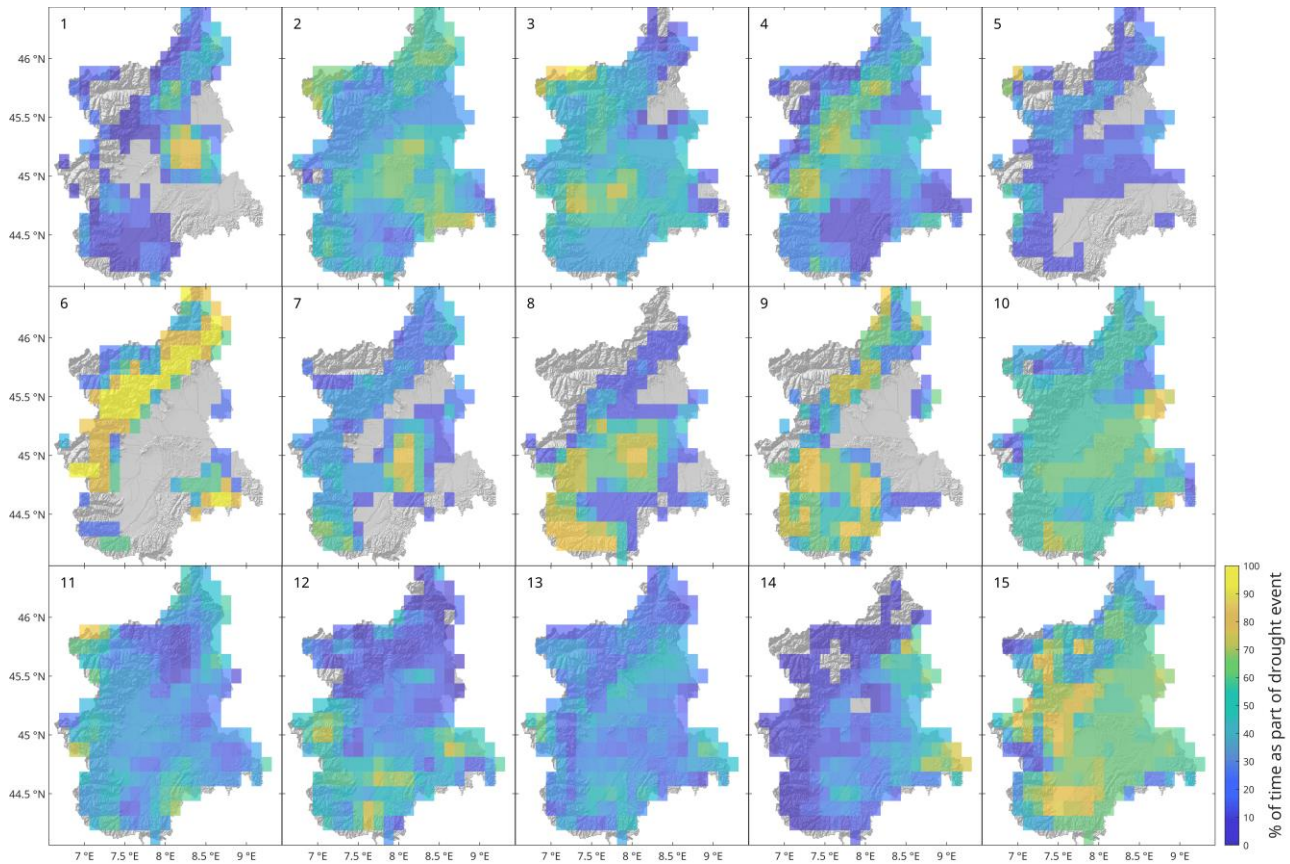 1 2 3 4 5
46 °N
45.5 °N
45 °N
44.5 °N
6 7 8 9 10
46 °N
45.5 °N
45 °N
44.5 °N
11 12 13 14 15
46 °N
45.5 °N
45 °N
44.5 °N
7 °E 7.5 °E 8 °E 8.5 °E 9 °E 7 °E 7.5 °E 8 °E 8.5 °E 9 °E 7 °E 7.5 °E 8 °E 8.5 °E 9 °E 7 °E 7.5 °E 8 °E 8.5 °E 9 °E 7 °E 7.5 °E 8 °E 8.5 °E 9 °E
100
90
80
70
60
50
40
30
20
10
0
% of time as part of drought event